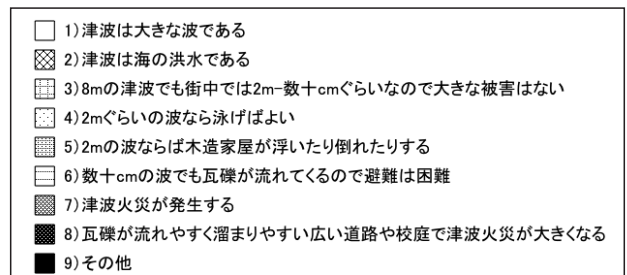 1)津波は大きな波である
2)津波は海の洪水である
3)8mの津波でも街中では2m-数十cmぐらいなので大きな被害はない
4)2mぐらいの波なら泳げばよい
5)2mの波ならば木造家屋が浮いたり倒れたりする
6)数十cmの波でも瓦礫が流れてくるので避難は困難
7)津波火災が発生する
8)瓦礫が流れやすく溜まりやすい広い道路や校庭で津波火災が大きくなる
9)その他